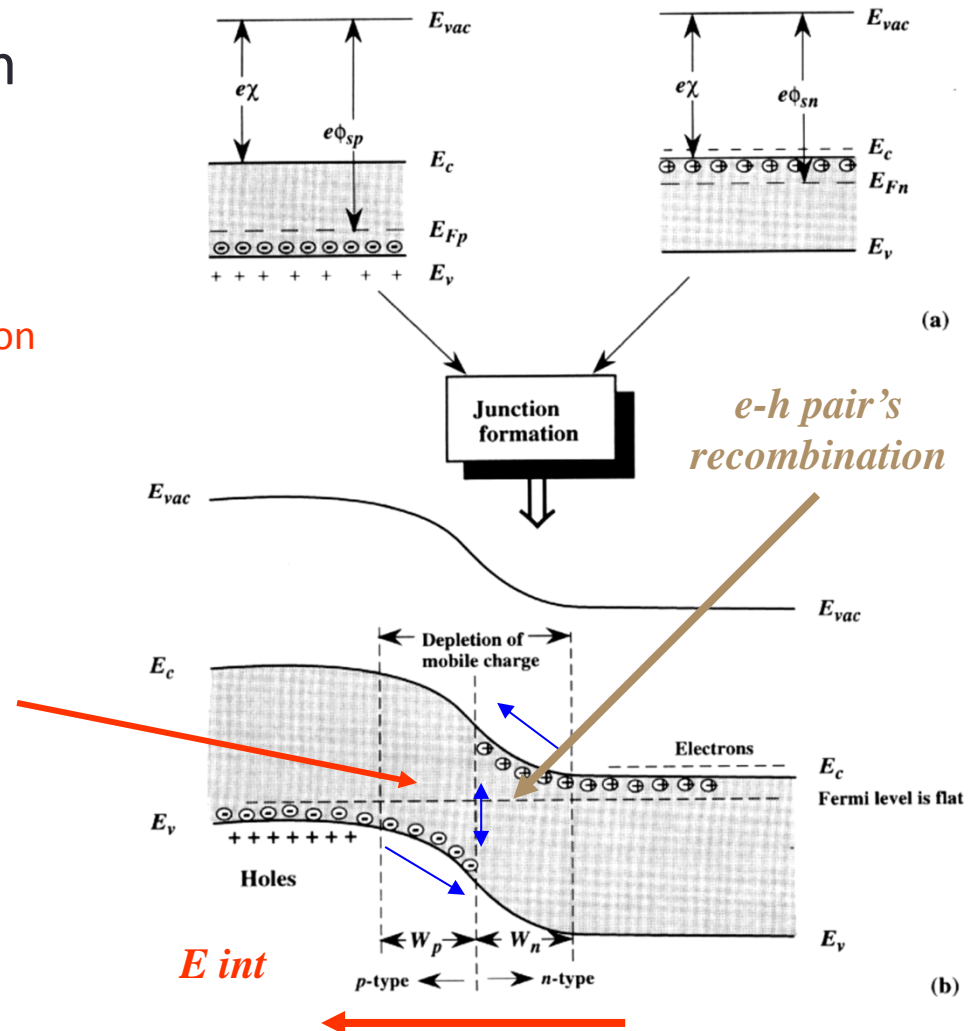 E_vac
E_vac
n
eχ
eχ
eφ_sn
eφ_sp
E_c
E_c
E_Fn
E_Fp
E_v
E_v
+ + + + + + +
on
(a)
Junction
formation
e-h pair’s
recombination
E_vac
E_vac
Depletion of
mobile charge
E_c
Electrons
E_c
Fermi level is flat
E_v
+++++++
Holes
W_p
W_n
E_v
E int
p-type
n-type
(b)